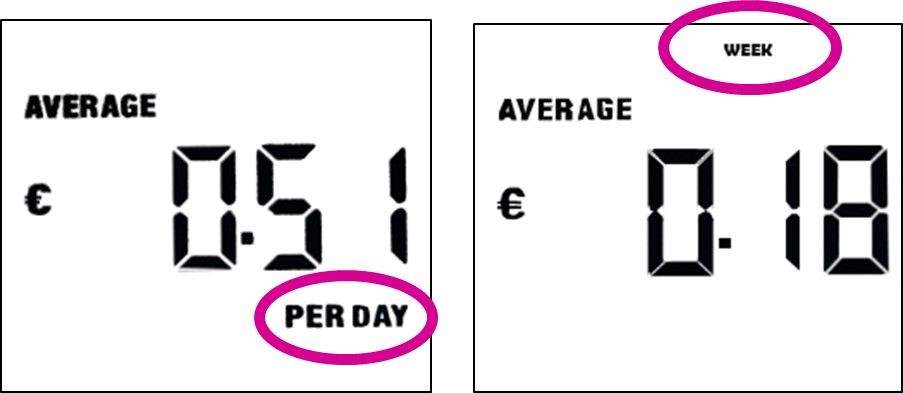 AVERAGE
€ 0.51
PER DAY
WEEK
AVERAGE
€ 0.18